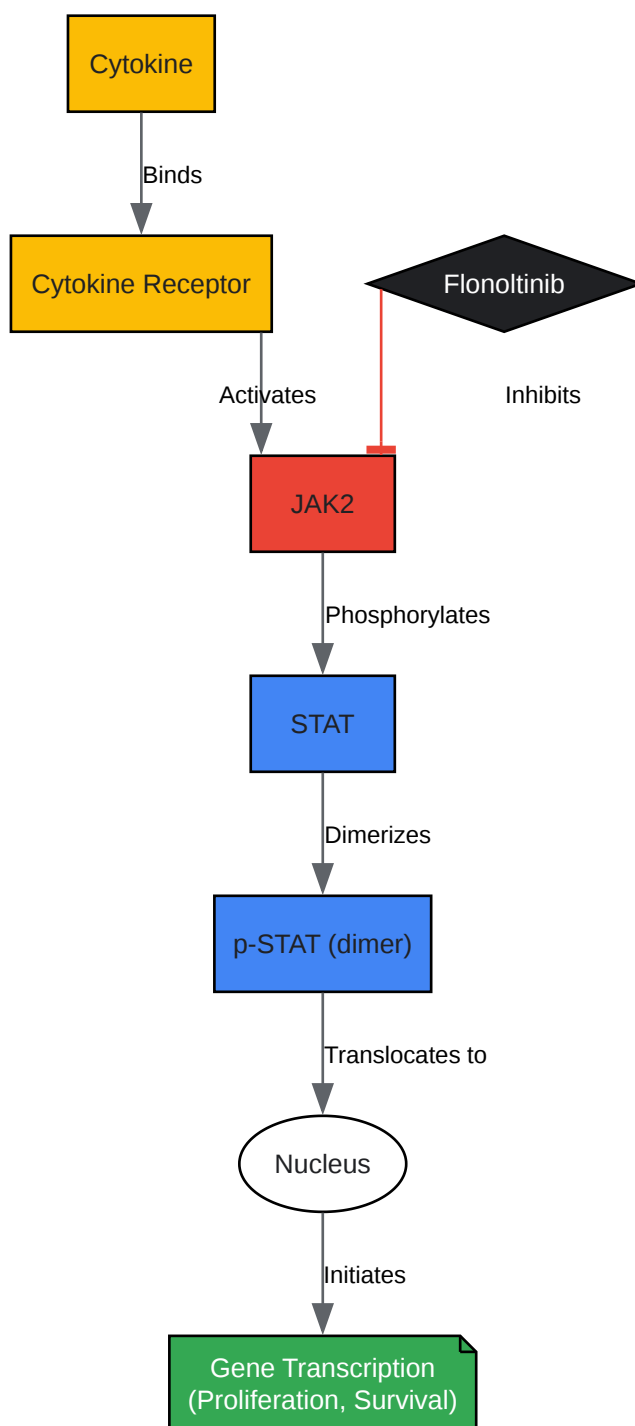 Cytokine
Binds
Cytokine Receptor
Flonoltinib
Activates
Inhibits
JAK2
Phosphorylates
STAT
Dimerizes
p-STAT (dimer)
Translocates to
Nucleus
Initiates
Gene Transcription
(Proliferation, Survival)